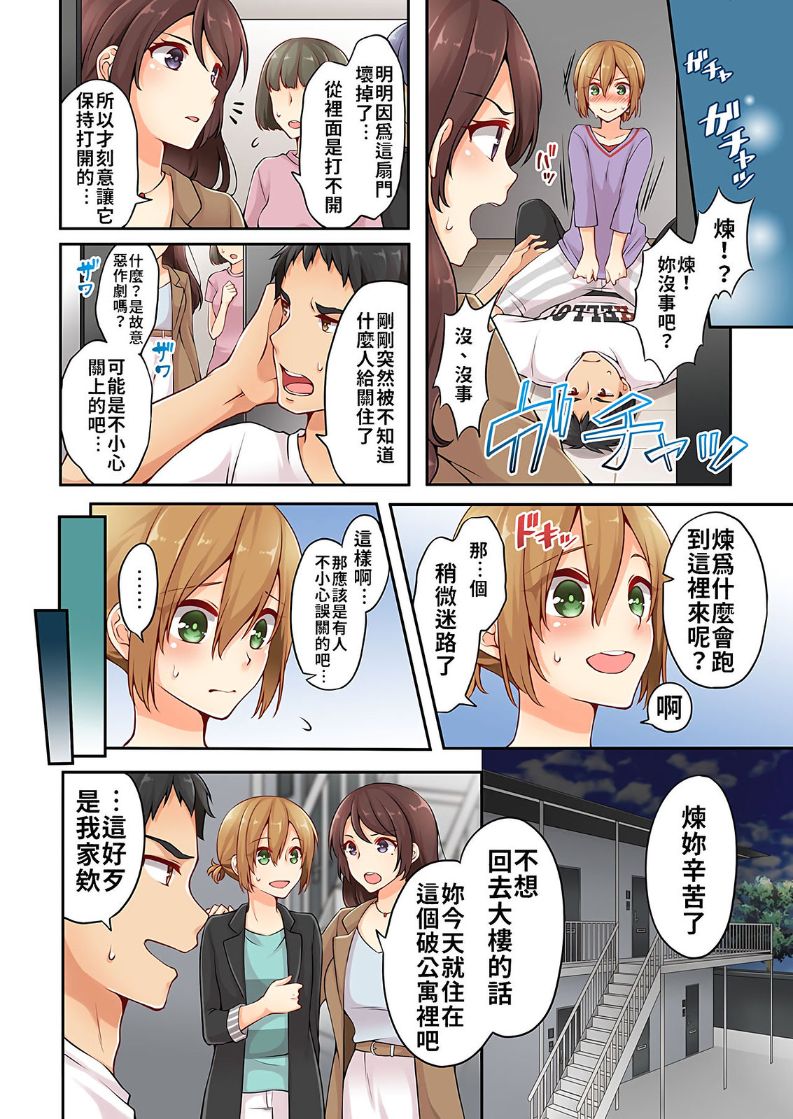 ガチャ
ガチャッ
煉！？
煉！
妳沒事吧？
バッ
沒、沒事
ガチャッ
明明因為這扇門
壞掉了…
從裡面是打不開
所以才刻意讓它
保持打開的…
剛剛突然被不知道
什麼人給關住了
什麼？是故意
惡作劇嗎？
ザワ
ザワ
可能是不小心
關上的吧…
煉為什麼會跑
到這裡來呢？
啊
ドキッ
那…個
稍微迷路了
這樣啊…
那應該是有人
不小心誤關的吧…
……
煉妳辛苦了
不想
回去大樓的話
妳今天就住在
這個破公寓裡吧
…這好歹
是我家欸